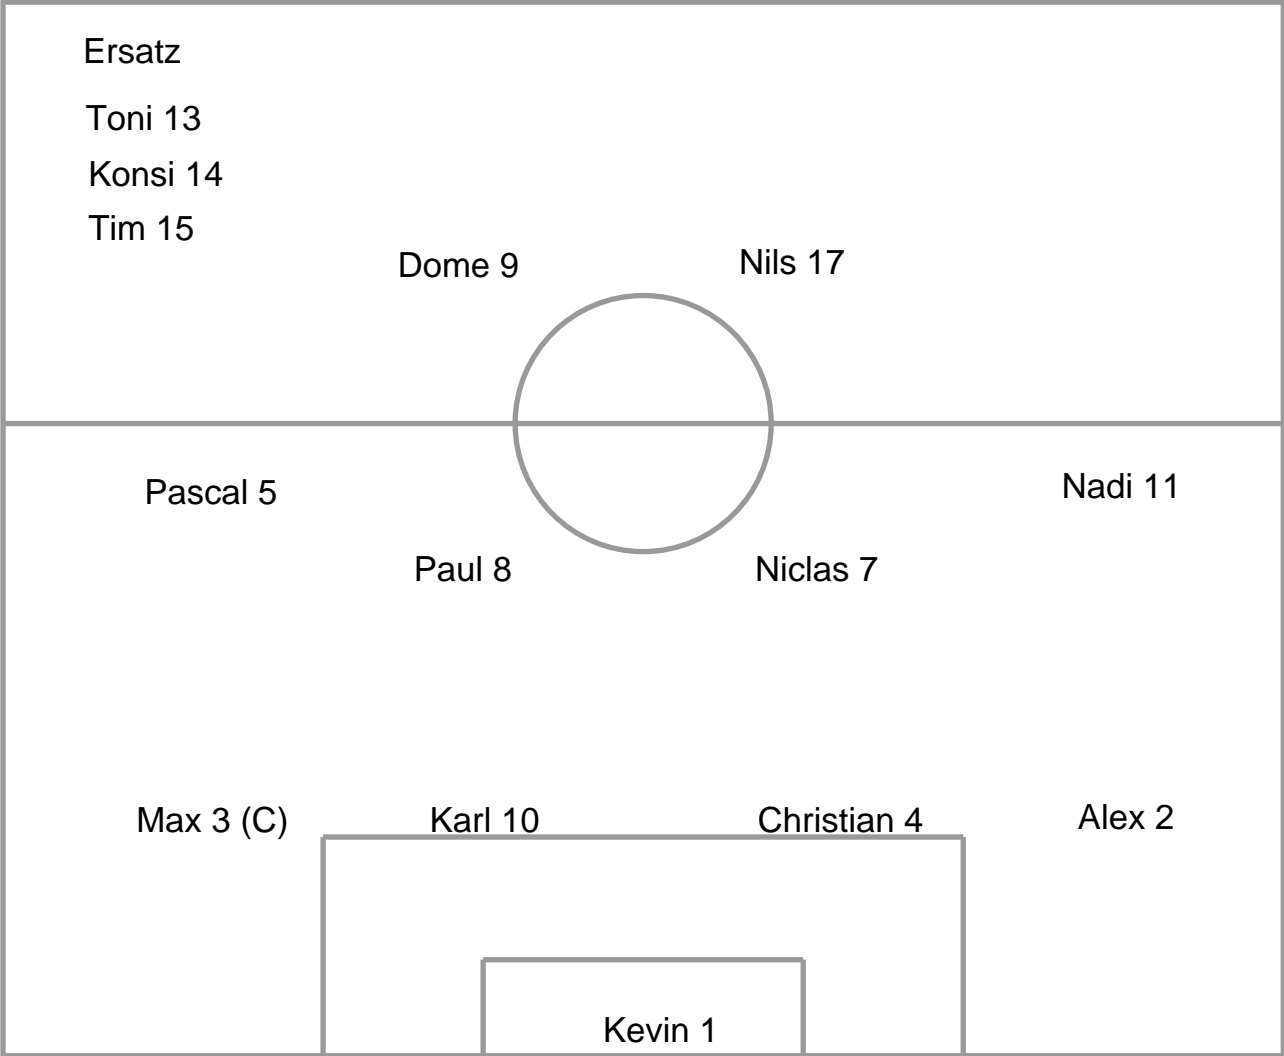 Ersatz
Toni 13
Konsi 14
Tim 15
Dome 9
Nils 17
Pascal 5
Nadi 11
Paul 8
Niclas 7
Max 3 (C)
Karl 10
Christian 4
Alex 2
Kevin 1